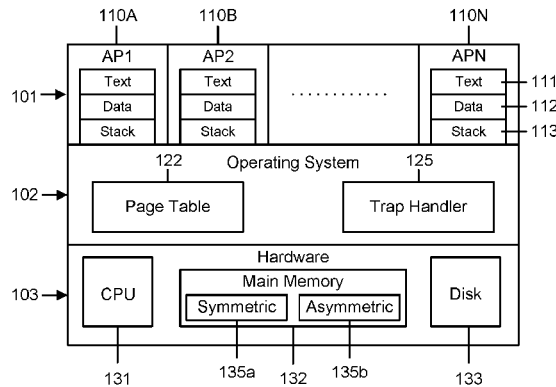 110A 110B 110N
AP1 AP2 APN
Text Text Text 111
101 Data Data ............ Data 112
Stack Stack Stack 113
122 Operating System 125
102 Page Table Trap Handler
Hardware
Main Memory
103 CPU Symmetric Asymmetric Disk
131 135a 132 135b 133